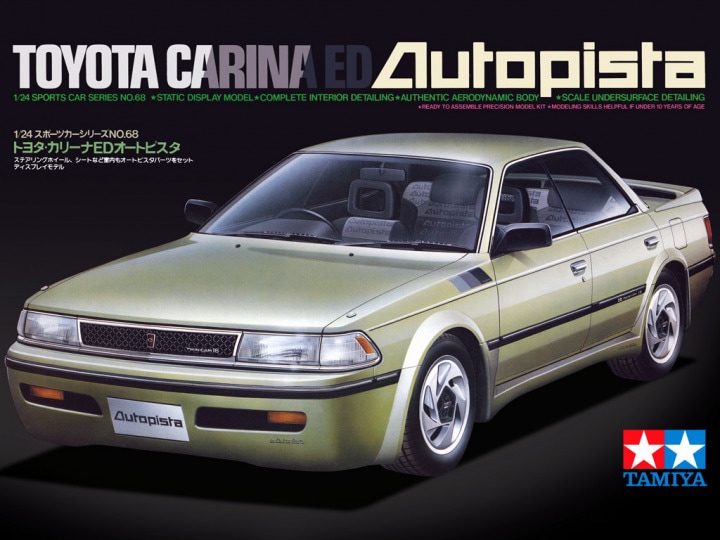 TOYOTA CARINA ED Autopista
1/24 SPORTS CAR SERIES NO.68 ★STATIC DISPLAY MODEL★COMPLETE INTERIOR DETAILING★AUTHENTIC AERODYNAMIC BODY ★SCALE UNDERSURFACE DETAILING
★READY TO ASSEMBLE PRECISION MODEL KIT ★MODELING SKILLS HELPFUL IF UNDER 10 YEARS OF AGE
1/24 スポーツカーシリーズNO.68
トヨタ・カリーナEDオートピスタ
ステアリングホイール、シートなど室内もオートピスタパーツをセット
ディスプレイモデル
Autopista
Autopista
TWINCAM 16
Autopista
Autopista
TAMIYA